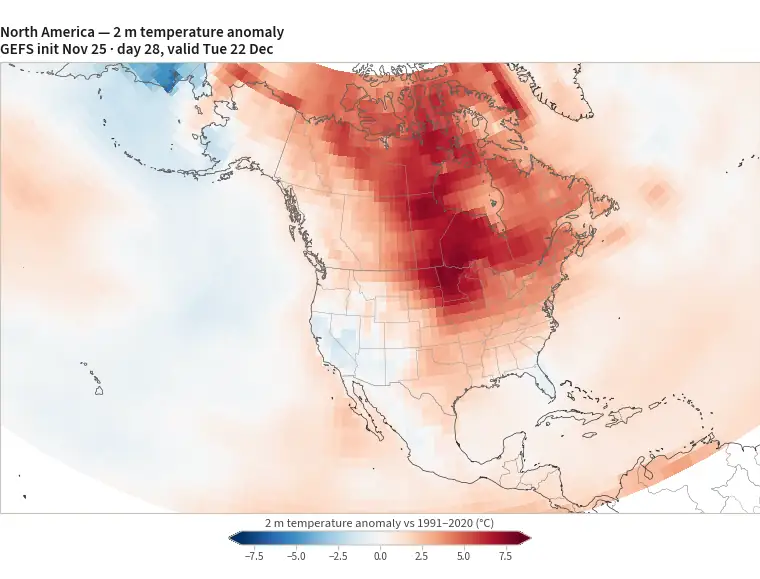 North America — 2 m temperature anomaly
GEFS init Nov 25 · day 28, valid Tue 22 Dec
2 m temperature anomaly vs 1991–2020 (°C)
−7.5 −5.0 −2.5 0.0 2.5 5.0 7.5